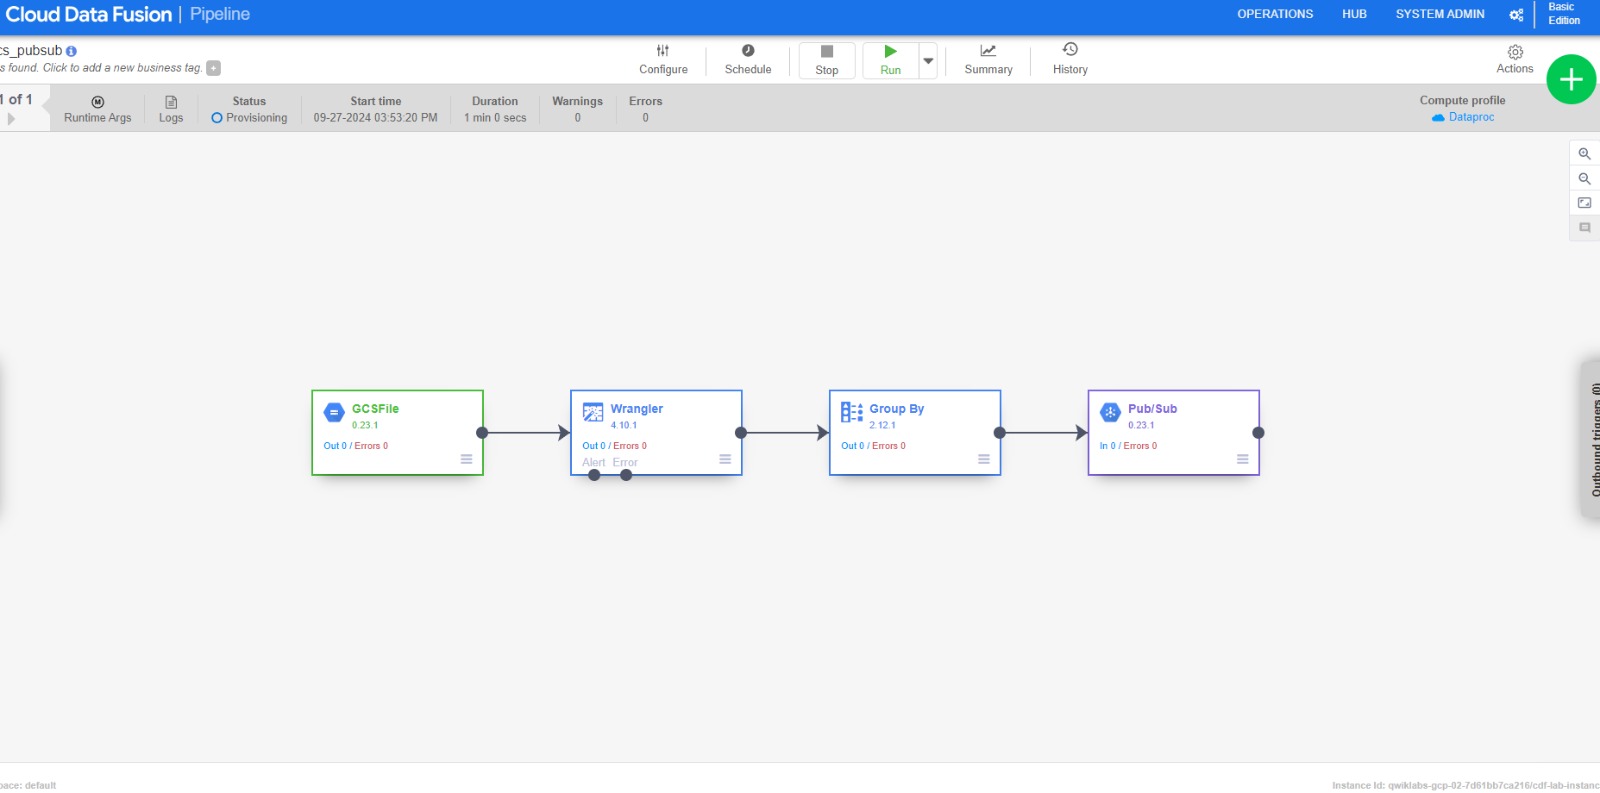 Cloud Data Fusion | Pipeline
OPERATIONS HUB SYSTEM ADMIN Basic Edition
cs_pubsub
s found. Click to add a new business tag. +
Configure Schedule Stop Run Summary History Actions
1 of 1
Runtime Args
Logs
Status
Provisioning
Start time
09-27-2024 03:53:20 PM
Duration
1 min 0 secs
Warnings
0
Errors
0
Compute profile
Dataproc
GCSFile
0.23.1
Out 0 / Errors 0
Wrangler
4.10.1
Out 0 / Errors 0
Alert Error
Group By
2.12.1
Out 0 / Errors 0
Pub/Sub
0.23.1
In 0 / Errors 0
Outbound triggers (0)
pace: default
Instance Id: qwiklabs-gcp-02-7d61bb7ca216/cdf-lab-instanc